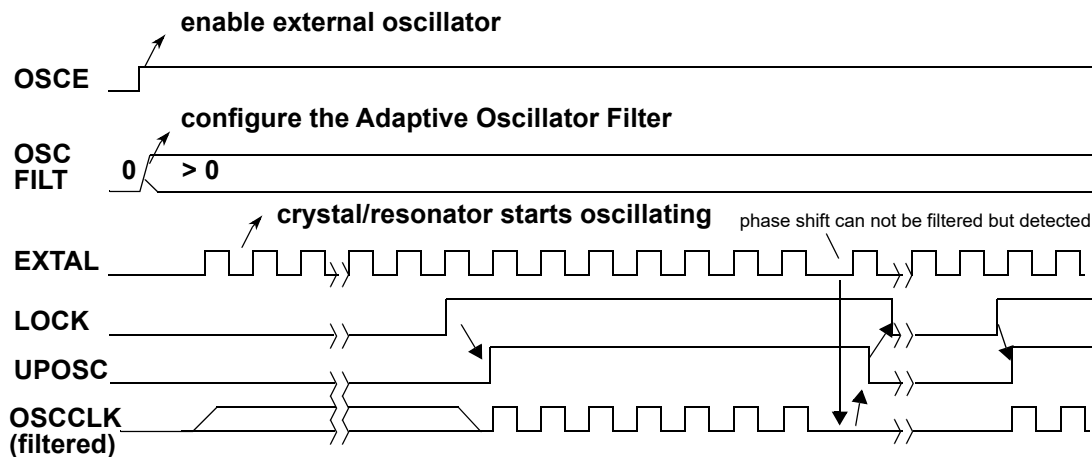 enable external oscillator
OSCE
configure the Adaptive Oscillator Filter
OSC
FILT
0
> 0
crystal/resonator starts oscillating
phase shift can not be filtered but detected
EXTAL
LOCK
UPOSC
OSCCLK
(filtered)